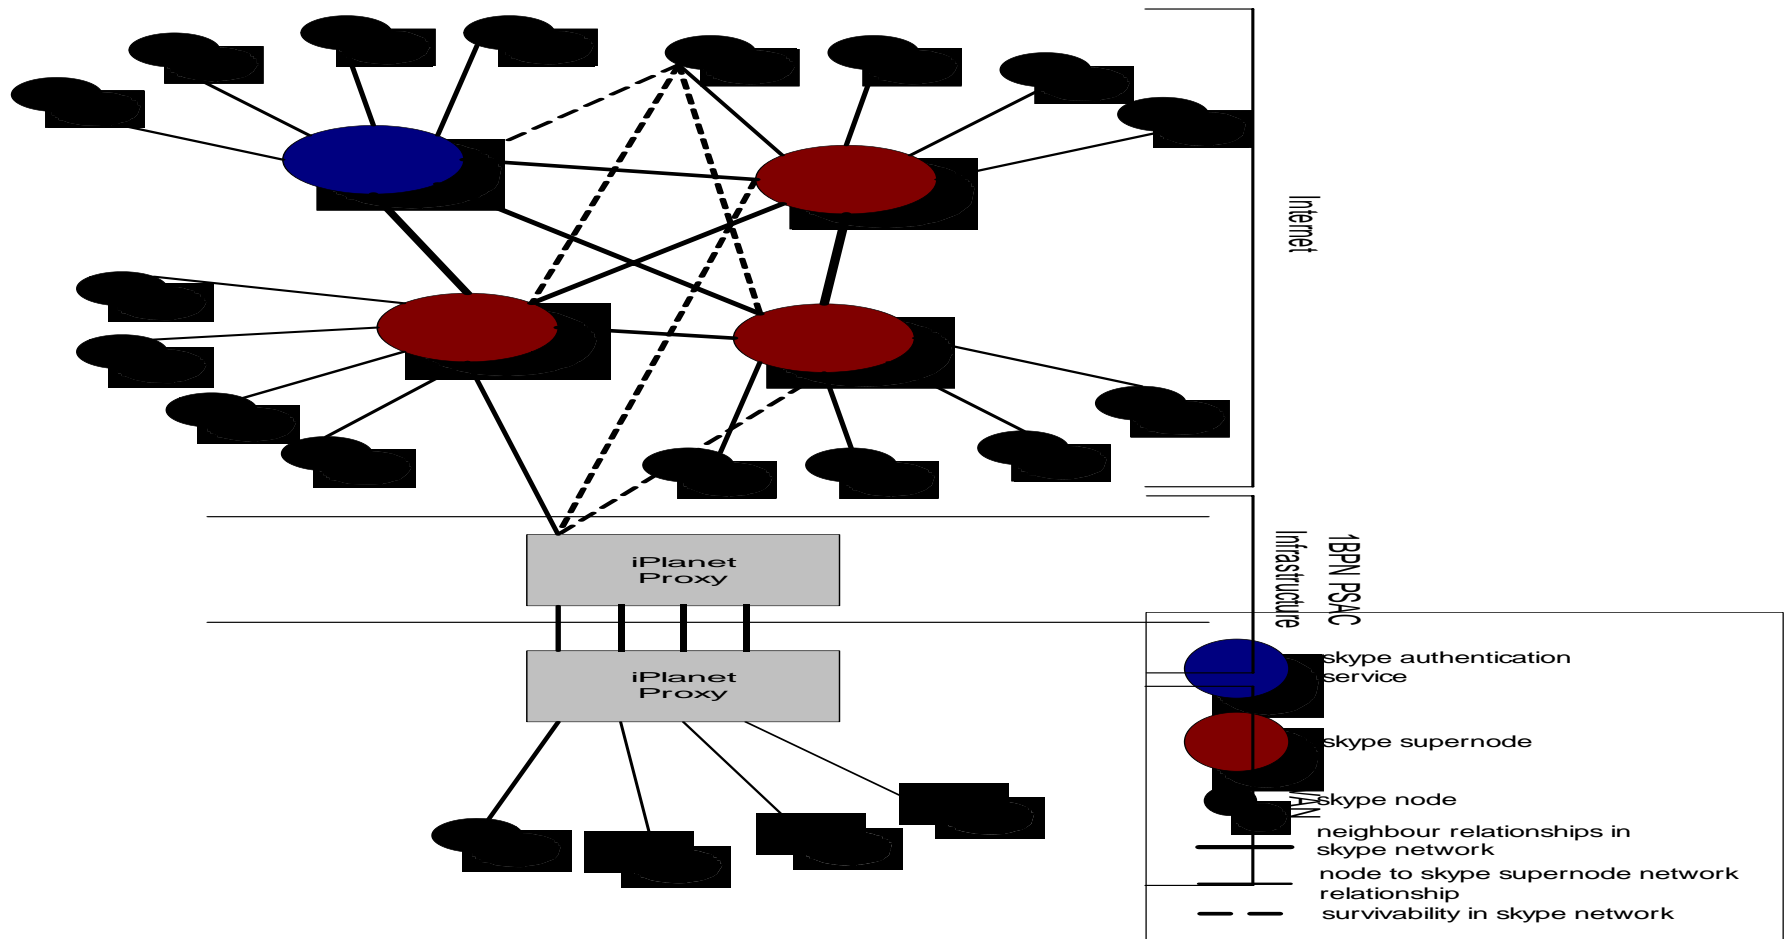 Internet
iPlanet
Proxy
1BPN PSAC
Infrastructure
iPlanet
Proxy
skype authentication
service
skype supernode
skype node
neighbour relationships in
skype network
node to skype supernode network
relationship
survivability in skype network